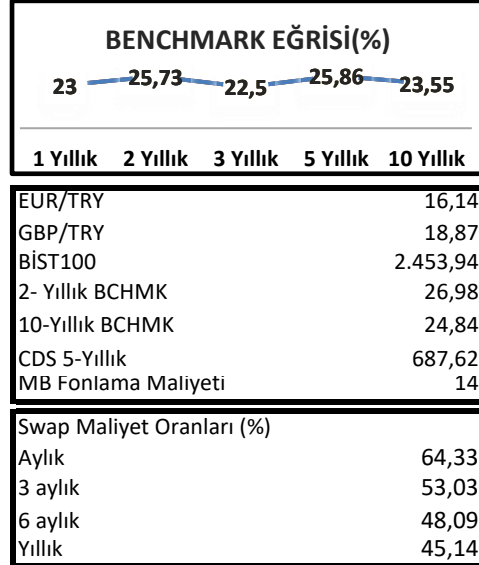 BENCHMARK EĞRİSİ(%)
23 25,73 22,5 25,86 23,55
1 Yıllık 2 Yıllık 3 Yıllık 5 Yıllık 10 Yıllık
EUR/TRY 16,14
GBP/TRY 18,87
BİST100 2.453,94
2- Yıllık BCHMK 26,98
10-Yıllık BCHMK 24,84
CDS 5-Yıllık 687,62
MB Fonlama Maliyeti 14
Swap Maliyet Oranları (%)
Aylık 64,33
3 aylık 53,03
6 aylık 48,09
Yıllık 45,14